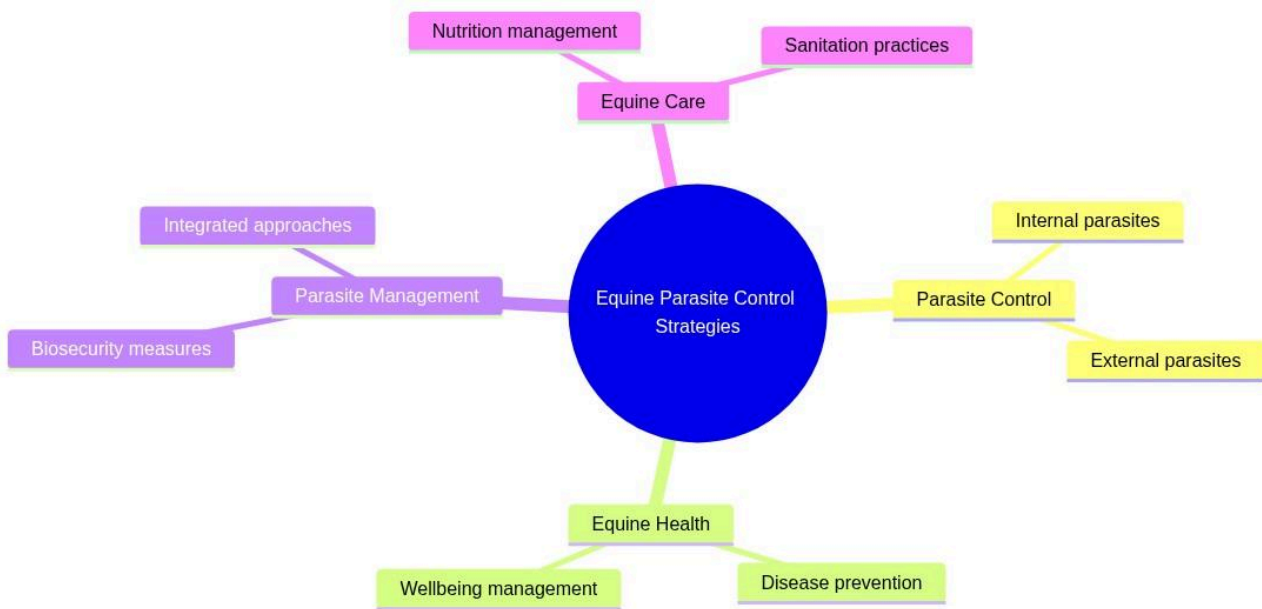 Nutrition management
Sanitation practices
Equine Care
Integrated approaches
Internal parasites
Parasite Management
Equine Parasite Control
Strategies
Parasite Control
Biosecurity measures
External parasites
Equine Health
Wellbeing management
Disease prevention